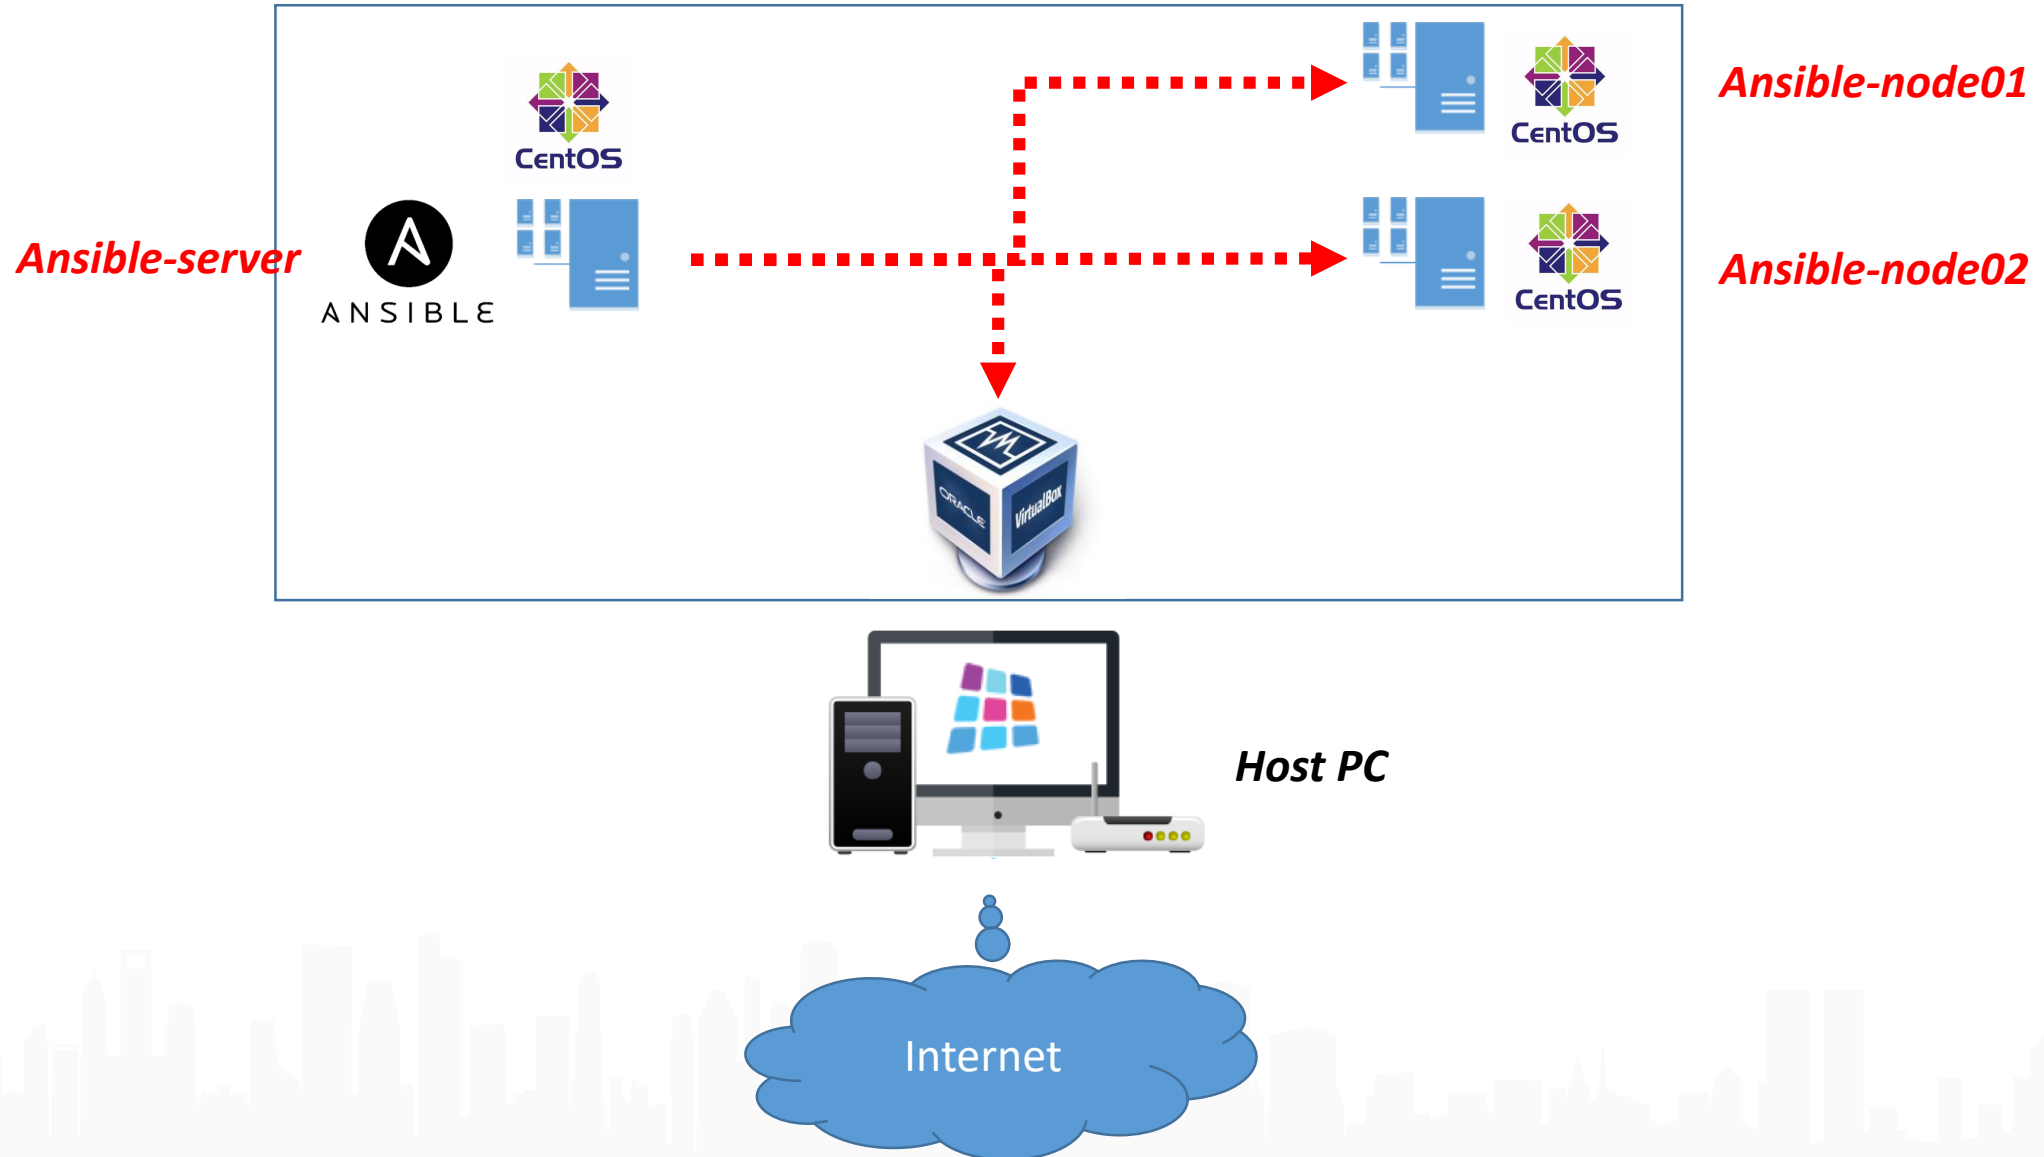 CentOS
CentOS
Ansible-node01
Ansible-server
ANSIBLE
CentOS
Ansible-node02
ORACLE
VirtualBox
Host PC
Internet